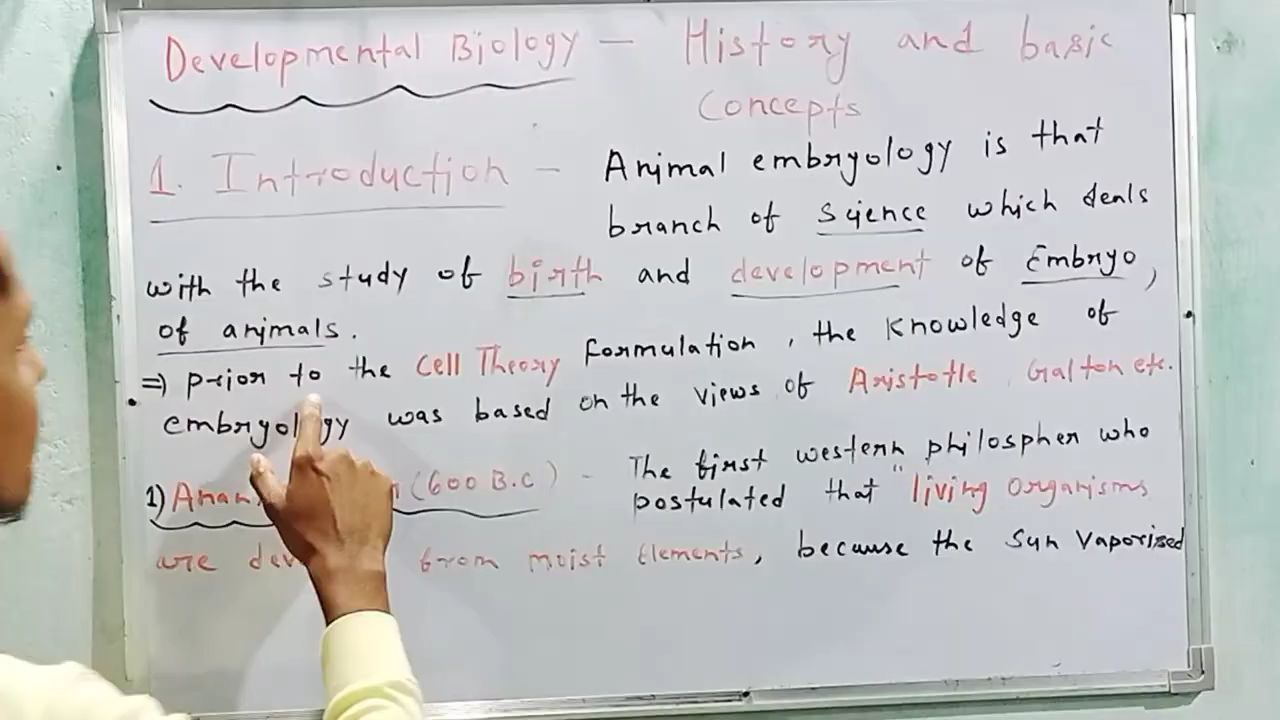 Developmental Biology – History and basic
Concepts
1. Introduction – Animal embryology is that
branch of Science which deals
with the study of birth and development of Embryo,
of animals.
⇒ prior to the Cell Theory formulation, the knowledge of
embryology was based on the views of Aristotle, Galton etc.
1) (600 B.C) – The first western philospher who
postulated that "living organisms
are from moist Elements, because the Sun vaporized